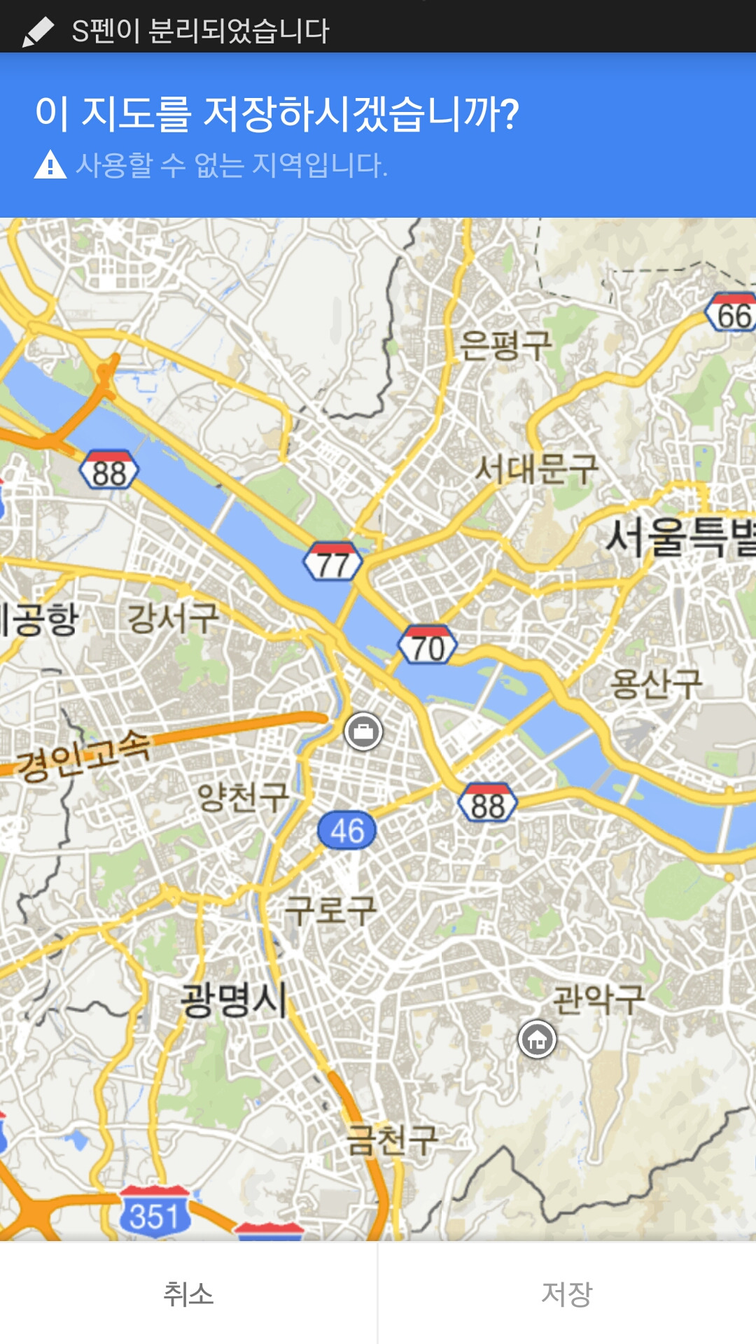 S펜이 분리되었습니다
이 지도를 저장하시겠습니까?
사용할 수 없는 지역입니다.
66
은평구
88
서대문구
서울특별
77
공항
강서구
70
용산구
경인고속
양천구
46
88
구로구
광명시
관악구
금천구
351
취소
저장